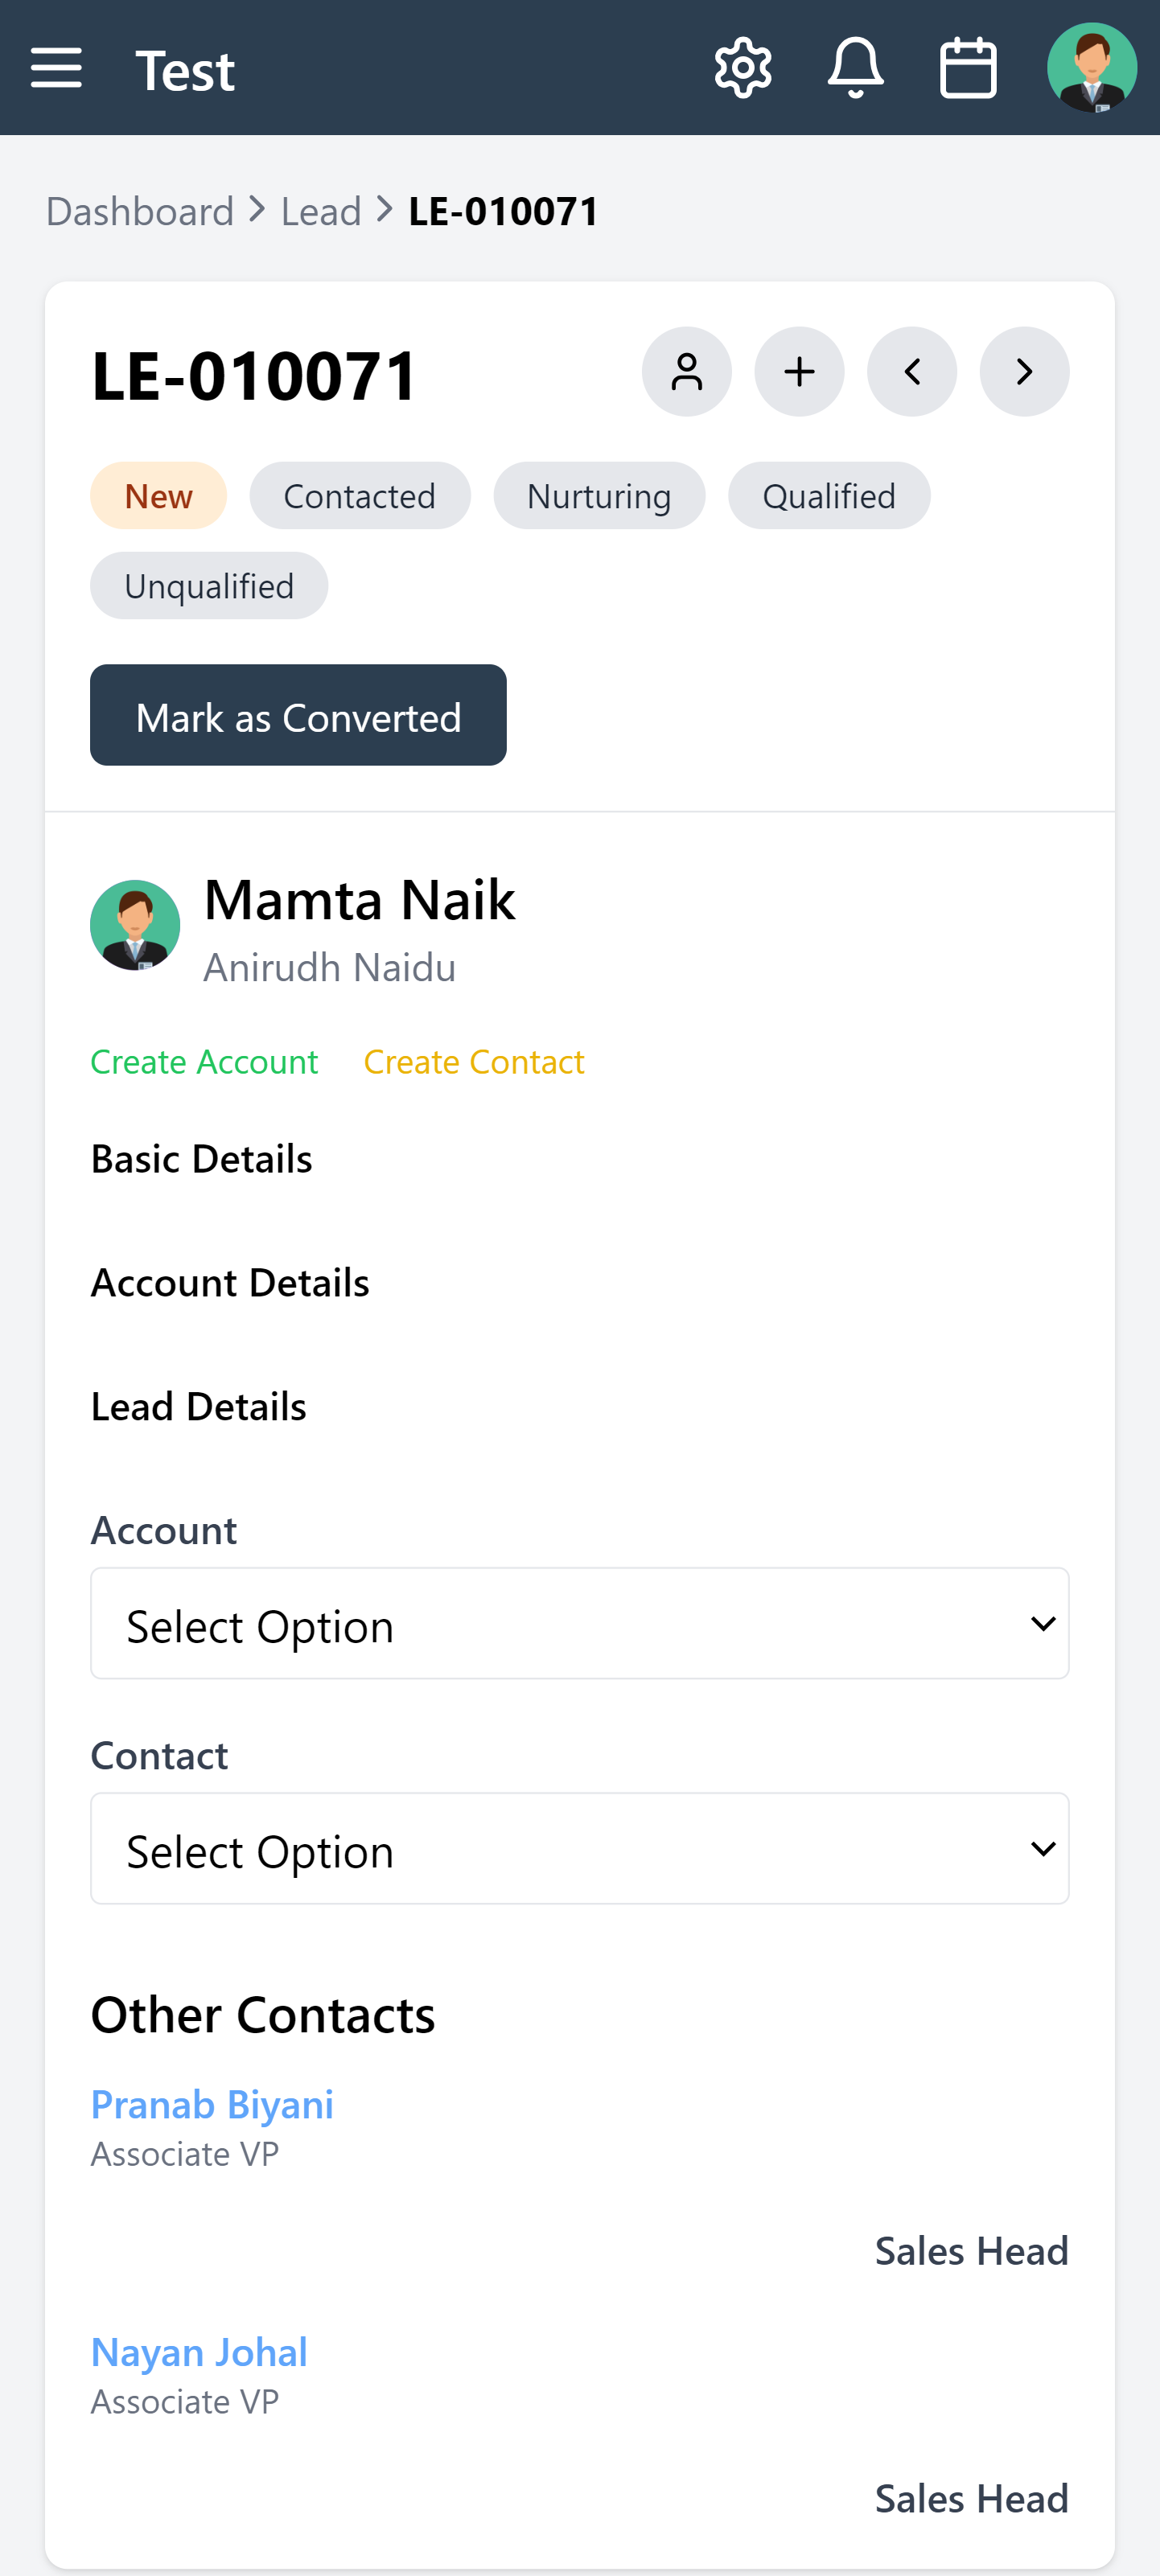 Test
Dashboard > Lead > LE-010071
LE-010071
New Contacted Nurturing Qualified
Unqualified
Mark as Converted
Mamta Naik
Anirudh Naidu
Create Account Create Contact
Basic Details
Account Details
Lead Details
Account
Select Option
Contact
Select Option
Other Contacts
Pranab Biyani
Associate VP
Sales Head
Nayan Johal
Associate VP
Sales Head